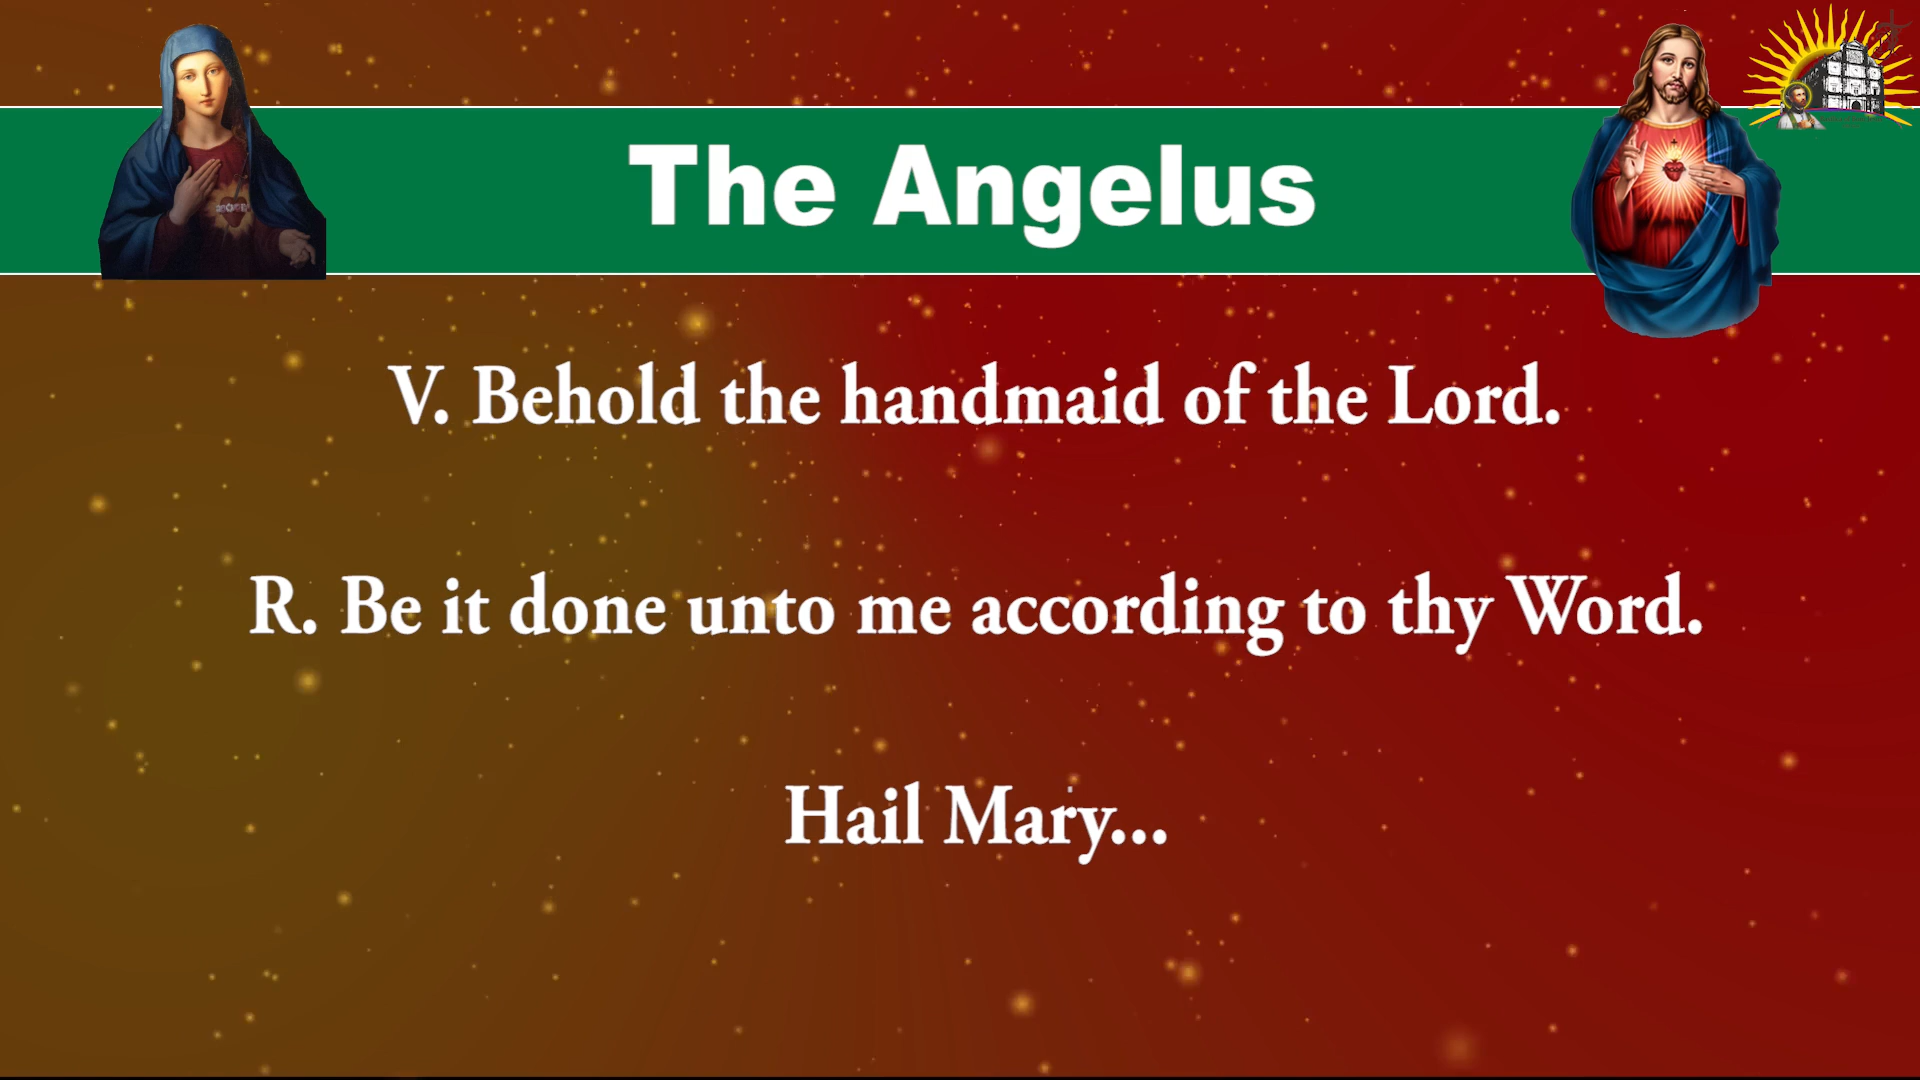 The Angelus
V. Behold the handmaid of the Lord.
R. Be it done unto me according to thy Word.
Hail Mary...